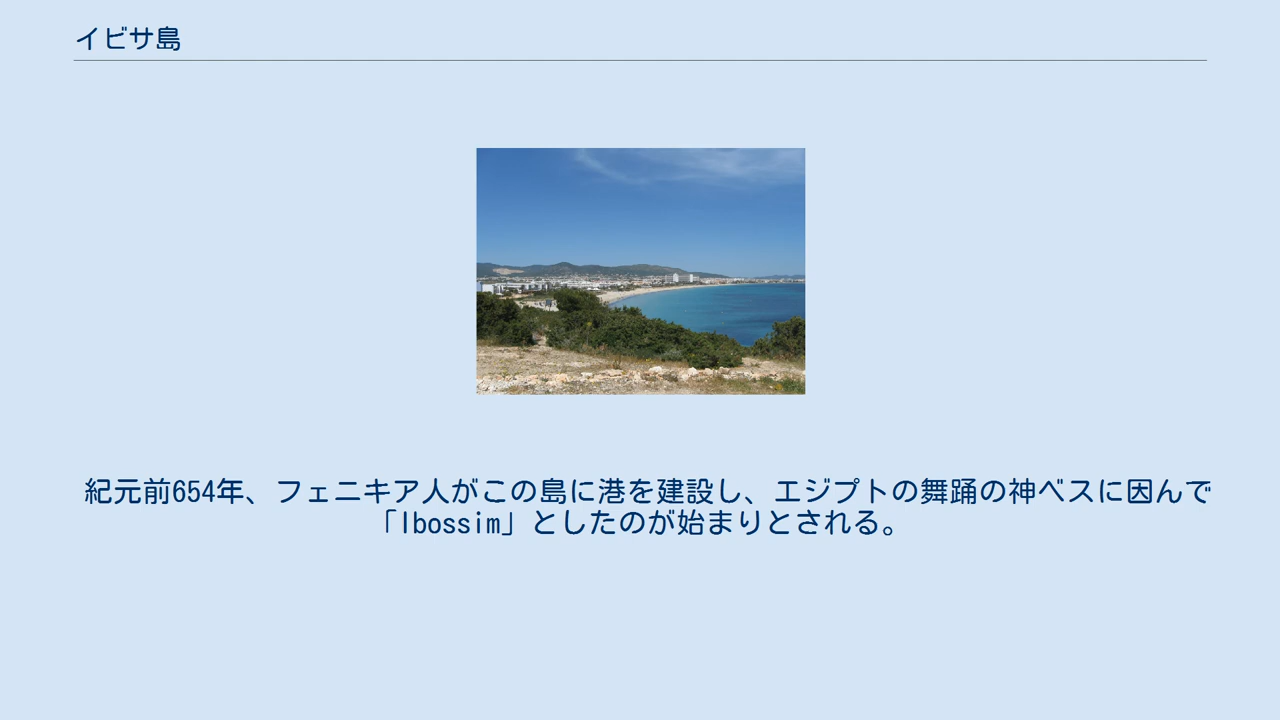 イビサ島
紀元前654年、フェニキア人がこの島に港を建設し、エジプトの舞踊の神ベスに因んで
「Ibossim」としたのが始まりとされる。